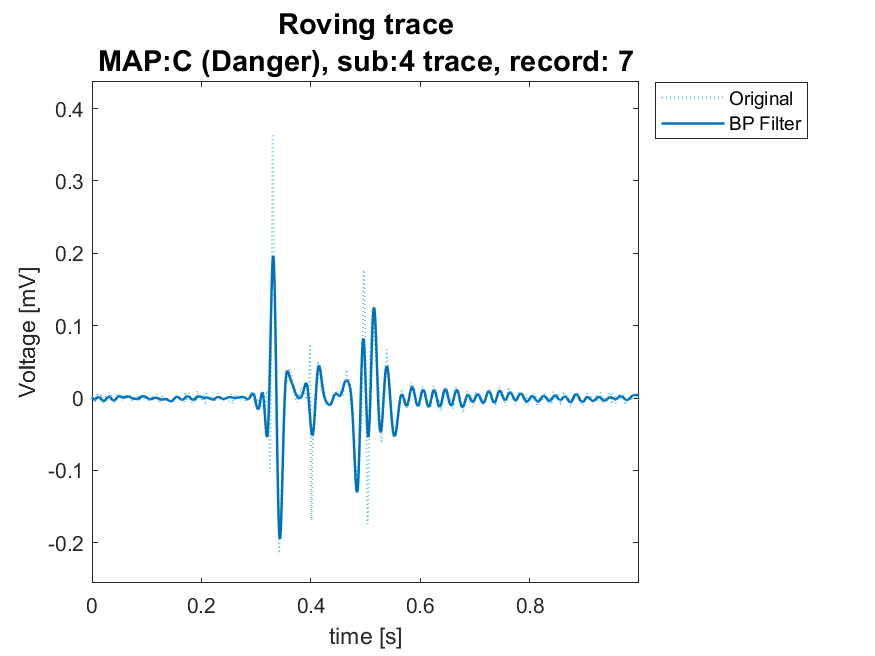 Roving trace
MAP:C (Danger), sub:4 trace, record: 7
Original
BP Filter
0.4
0.3
0.2
0.1
0
-0.1
-0.2
Voltage [mV]
0
0.2
0.4
0.6
0.8
time [s]